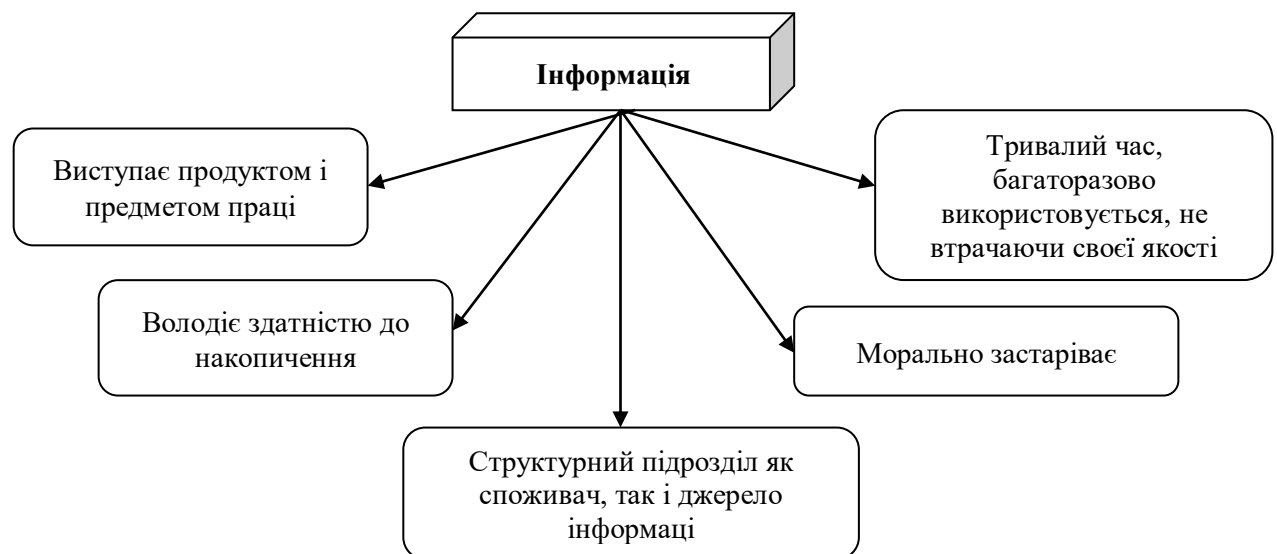 Інформація
Виступає продуктом і
предметом праці
Тривалий час,
багаторазово
використовується, не
втрачаючи своєї якості
Володіє здатністю до
накопичення
Морально застаріває
Структурний підрозділ як
споживач, так і джерело
інформаці